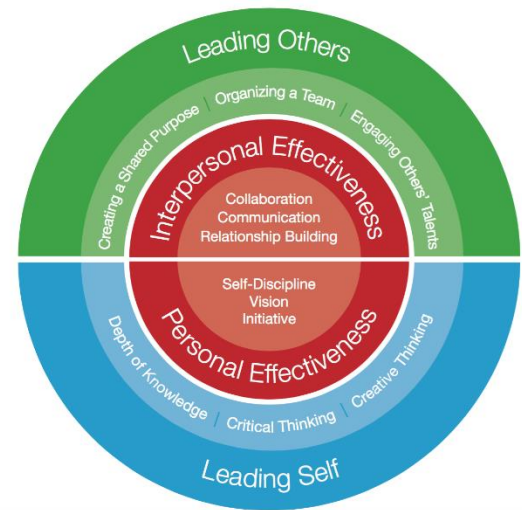 Leading Others
Creating a Shared Purpose | Organizing a Team | Engaging Others' Talents
Interpersonal Effectiveness
Collaboration
Communication
Relationship Building
Self-Discipline
Vision
Initiative
Personal Effectiveness
Depth of Knowledge | Critical Thinking | Creative Thinking
Leading Self